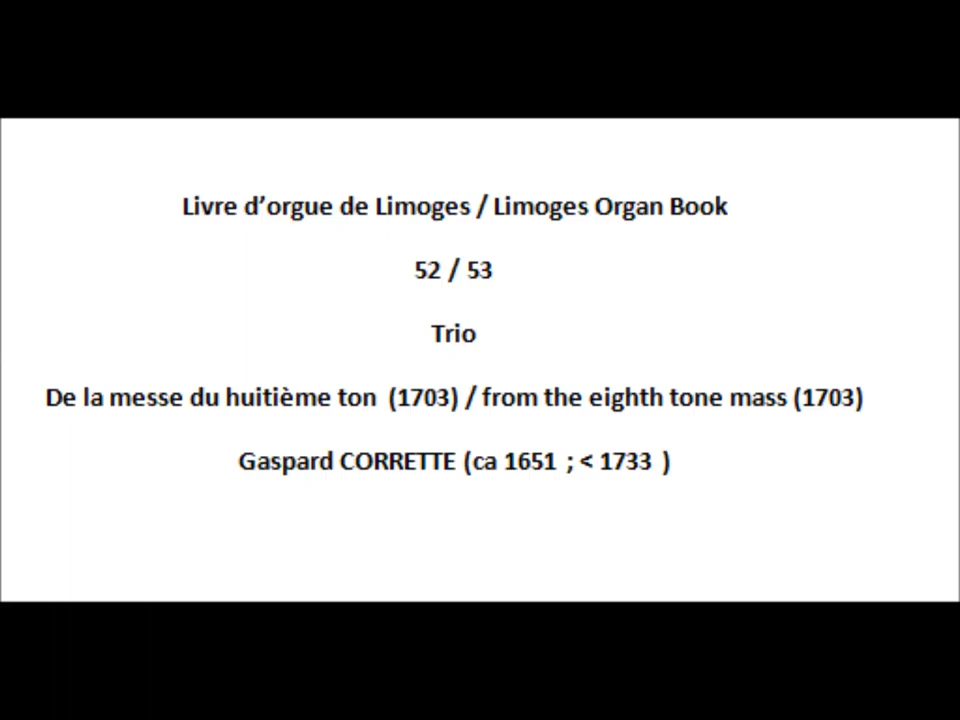 Livre d’orgue de Limoges / Limoges Organ Book
52 / 53
Trio
De la messe du huitième ton (1703) / from the eighth tone mass (1703)
Gaspard CORRETTE (ca 1651 ; < 1733 )